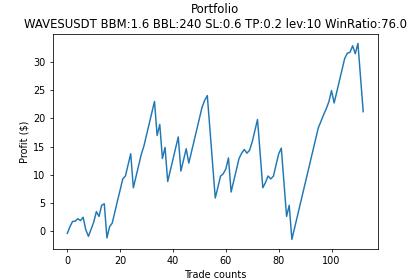 Portfolio
WAVESUSDT BBM:1.6 BBL:240 SL:0.6 TP:0.2 lev:10 WinRatio:76.0
30
25
20
15
10
5
0
Profit ($)
0 20 40 60 80 100
Trade counts